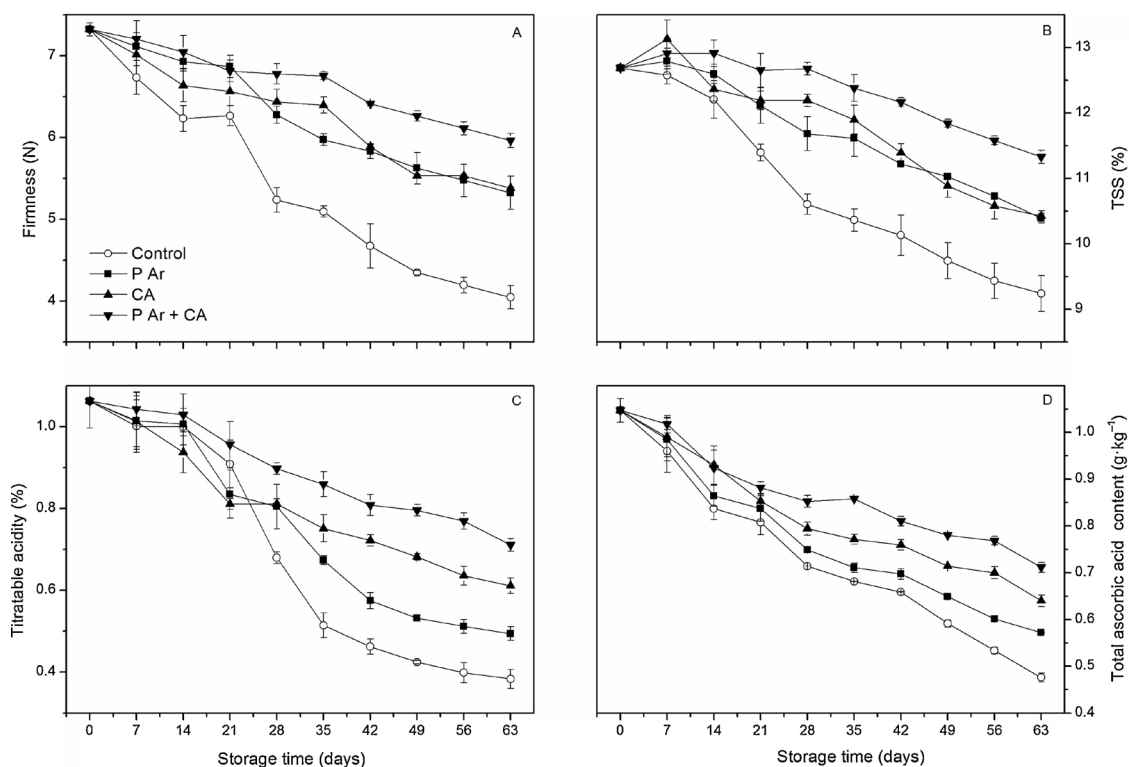 A
7
6
5
4
Firmness (N)
Control
P Ar
CA
P Ar + CA
B
13
12
11
10
9
TSS (%)
C
1.0
0.8
0.6
0.4
Titratable acidity (%)
0 7 14 21 28 35 42 49 56 63
Storage time (days)
D
1.0
0.9
0.8
0.7
0.6
0.5
0.4
Total ascorbic acid content (g·kg⁻¹)
0 7 14 21 28 35 42 49 56 63
Storage time (days)